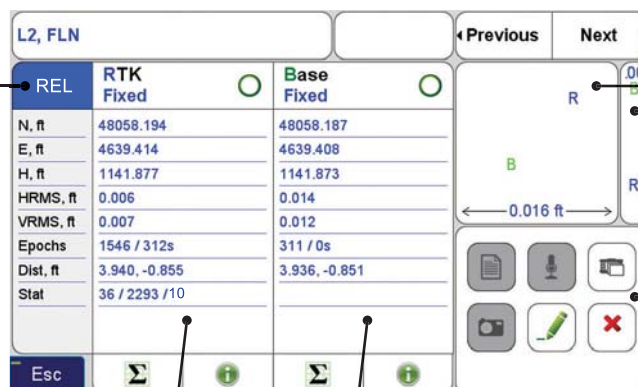 L2, FLN
Previous Next
REL RTK Fixed Base Fixed
N, ft 48058.194 48058.187
E, ft 4639.414 4639.408
H, ft 1141.877 1141.873
HRMS, ft 0.006 0.014
VRMS, ft 0.007 0.012
Epochs 1546 / 312s 311 / 0s
Dist, ft 3.940, -0.855 3.936, -0.851
Stat 36 / 2293 /10
Esc Σ i Σ i
R
B
0.016 ft
B
R